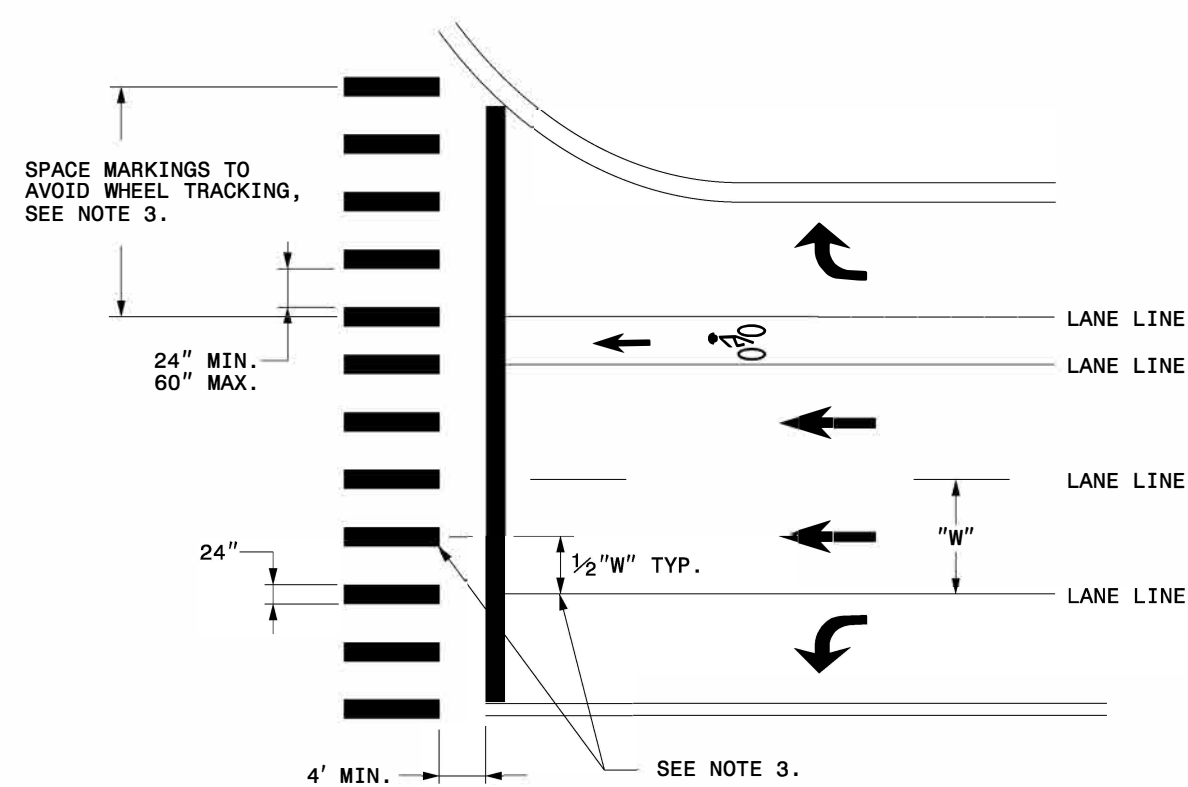 SPACE MARKINGS TO
AVOID WHEEL TRACKING,
SEE NOTE 3.
LANE LINE
24" MIN.
60" MAX.
LANE LINE
LANE LINE
"W"
24"
½"W" TYP.
LANE LINE
4' MIN.
SEE NOTE 3.